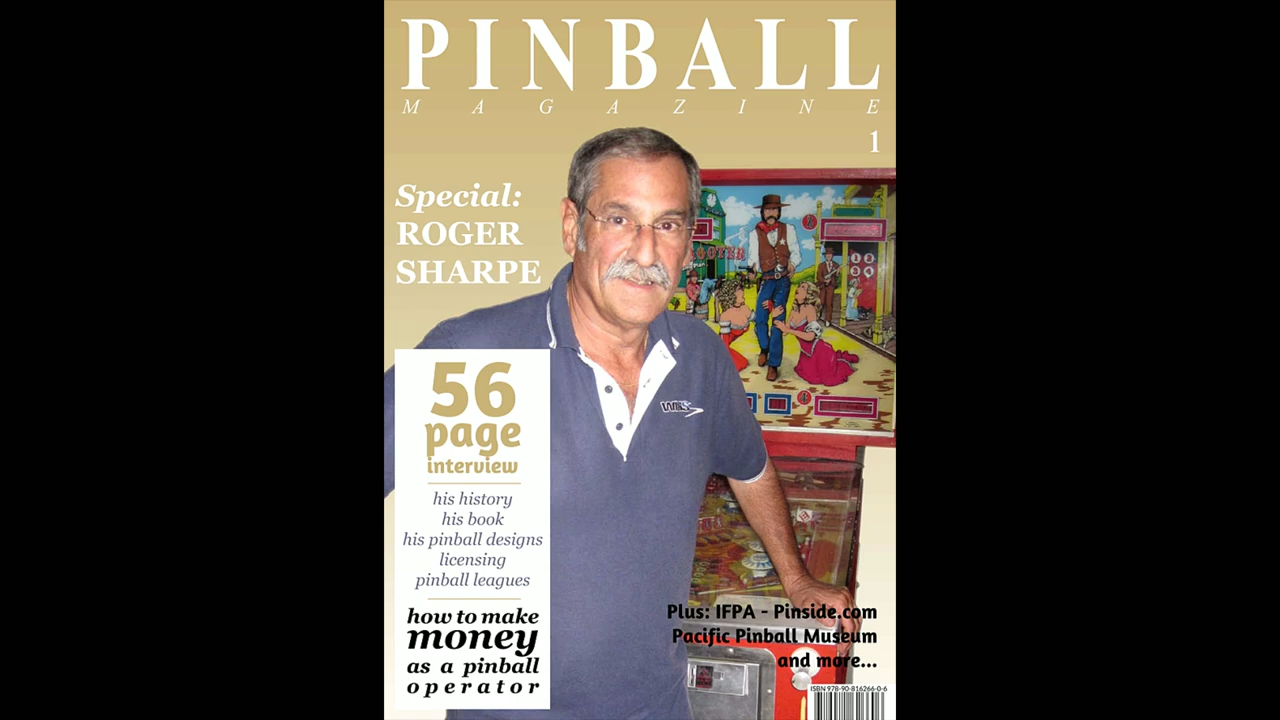 PINBALL
MAGAZINE
1
Special:
ROGER
SHARPE
56
page
interview
his history
his book
his pinball designs
licensing
pinball leagues
how to make
money
as a pinball
operator
WMS
Plus: IFPA - Pinside.com
Pacific Pinball Museum
and more...
ISBN 978-90-816266-0-6